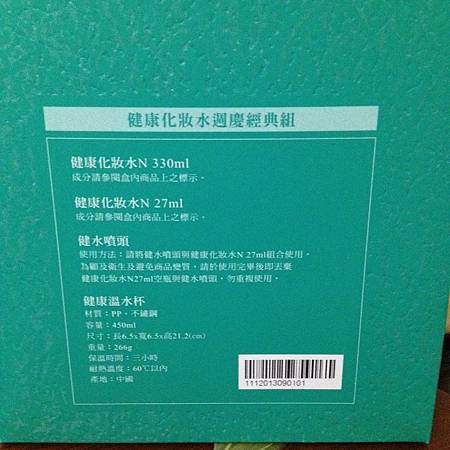 健康化妝水週慶經典組
健康化妝水N 330ml
成分請參閱盒內商品上之標示。
健康化妝水N 27ml
成分請參閱盒內商品上之標示。
健水噴頭
使用方法：請將健水噴頭與健康化妝水N 27ml組合使用。
為顧及衛生及避免商品變質，請於使用完畢後即丟棄
健康化妝水N27ml空瓶與健水噴頭，勿重複使用。
健康溫水杯
材質：PP、不鏽鋼
容量：450ml
尺寸：長6.5x寬6.5x高21.2(cm)
重量：266g
保溫時間：三小時
耐熱溫度：60℃以內
產地：中國
1112013090101